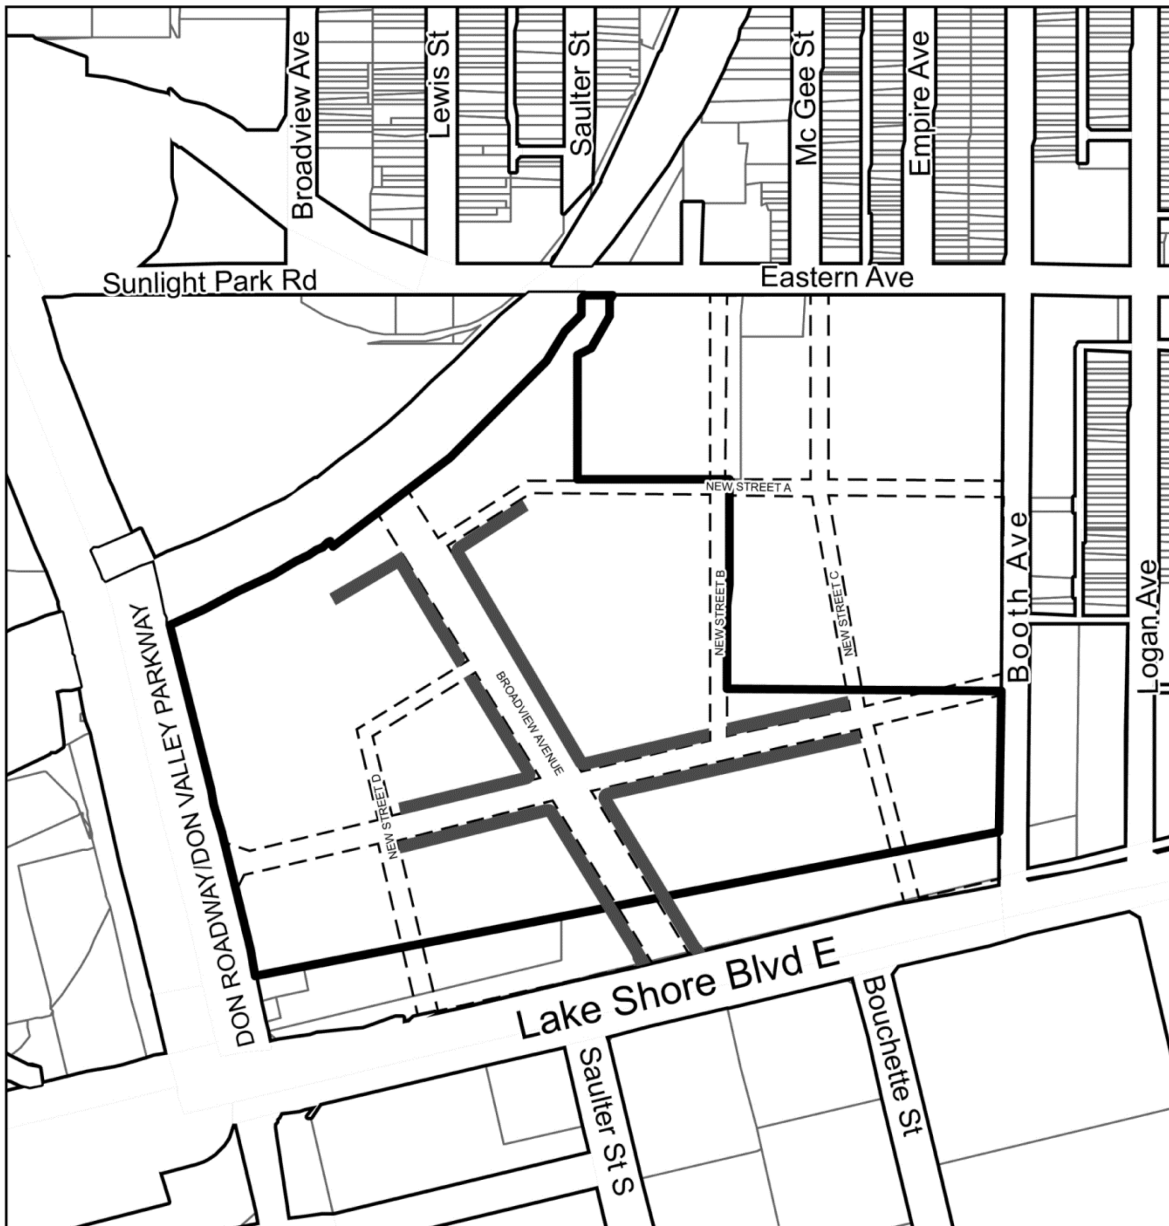 Broadview Ave
Lewis St
Saulter St
Mc Gee St
Empire Ave
Sunlight Park Rd
Eastern Ave
NEW STREET A
NEW STREET B
NEW STREET C
Booth Ave
Logan Ave
BROADVIEW AVENUE
NEW STREET D
DON ROADWAY/DON VALLEY PARKWAY
Lake Shore Blvd E
Saulter St S
Bouchette St